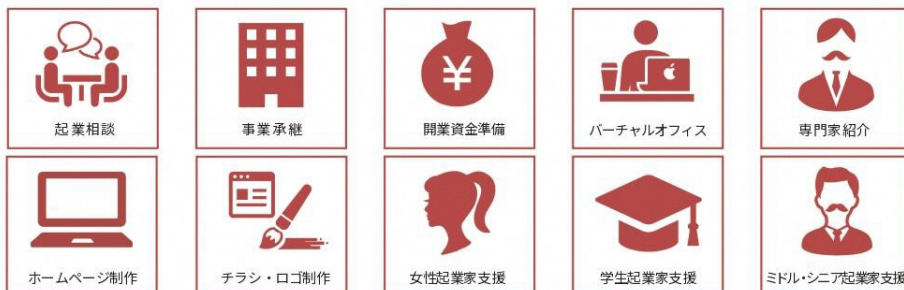 起業相談
事業承継
開業資金準備
バーチャルオフィス
専門家紹介
ホームページ制作
チラシ・ロゴ制作
女性起業家支援
学生起業家支援
ミドル・シニア起業家支援